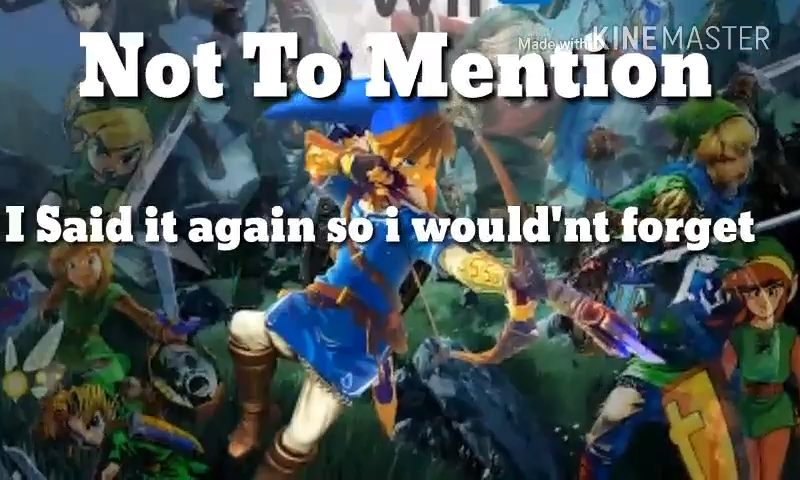 Made with KINEMASTER
Not To Mention
I Said it again so i would'nt forget